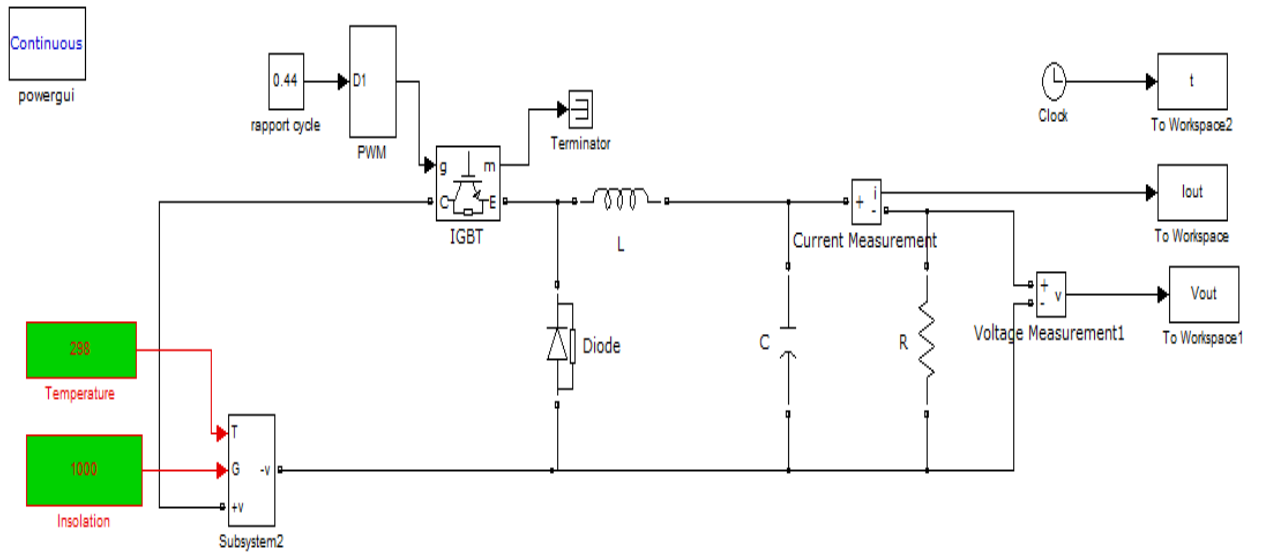 Continuous
powergui
0.44
rapport cycle
D1
PWM
Terminator
Clock
t
To Workspace2
g
m
C
E
IGBT
L
+
i
-
Current Measurement
Iout
To Workspace
Diode
C
R
+
-
v
Voltage Measurement1
Vout
To Workspace1
298
Temperature
1000
Insolation
T
G
-v
+v
Subsystem2